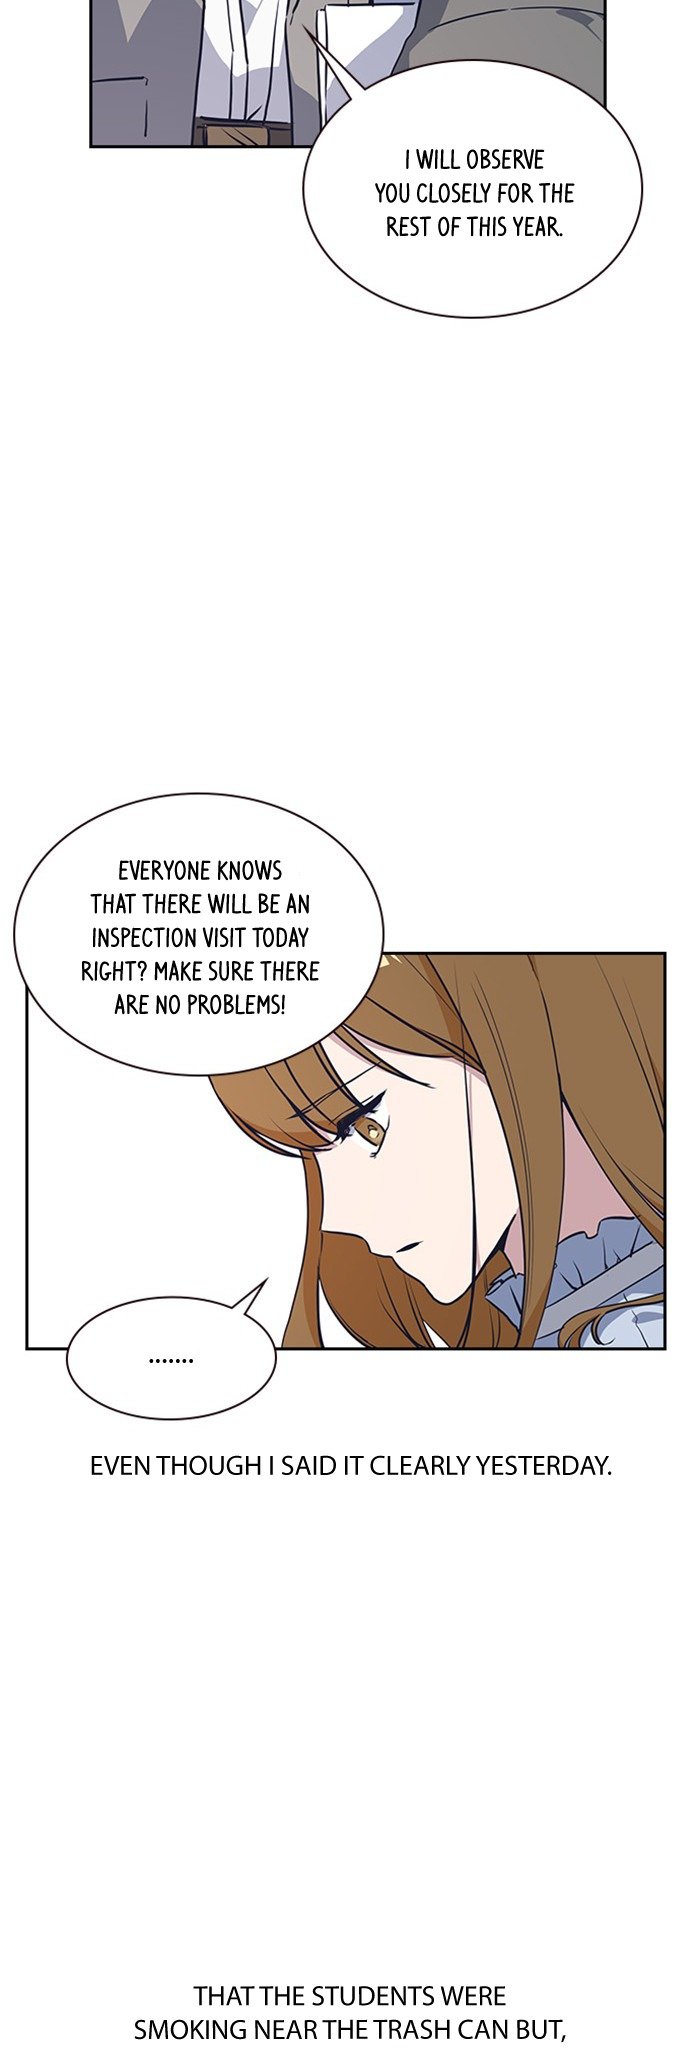 I WILL OBSERVE
YOU CLOSELY FOR THE
REST OF THIS YEAR.
EVERYONE KNOWS
THAT THERE WILL BE AN
INSPECTION VISIT TODAY
RIGHT? MAKE SURE THERE
ARE NO PROBLEMS!
.......
EVEN THOUGH I SAID IT CLEARLY YESTERDAY.
THAT THE STUDENTS WERE
SMOKING NEAR THE TRASH CAN BUT,